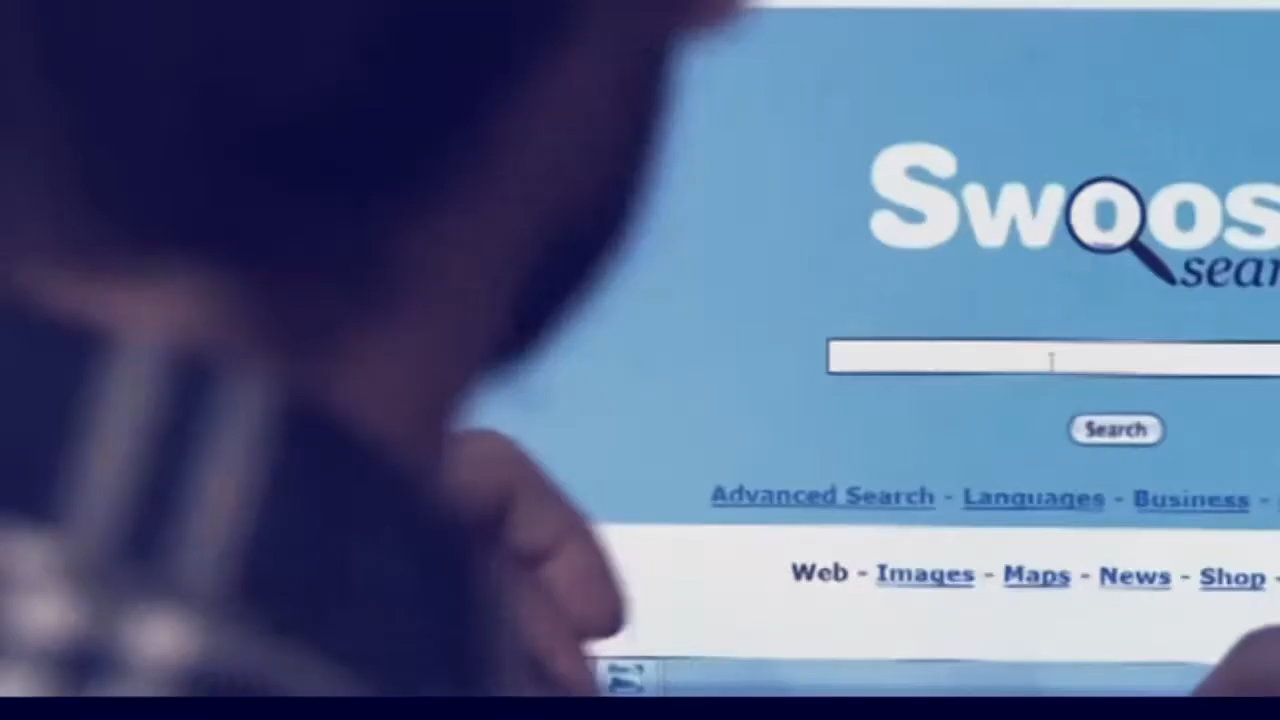 Swoos
sear
Search
Advanced Search - Languages - Business -
Web - Images - Maps - News - Shop -